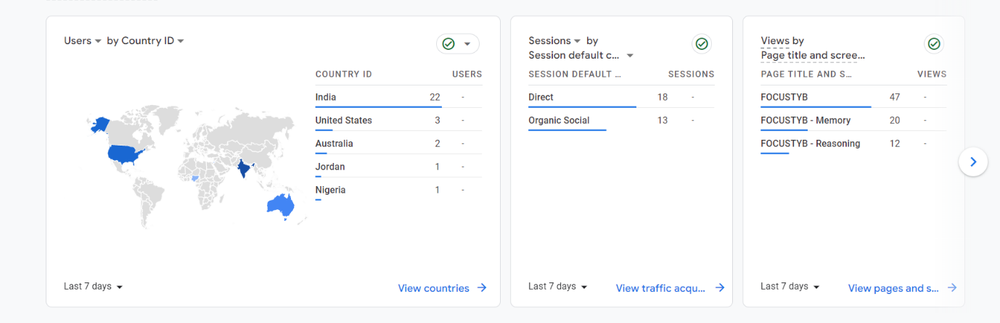 Users by Country ID
COUNTRY ID USERS
India 22 -
United States 3 -
Australia 2 -
Jordan 1 -
Nigeria 1 -
Last 7 days View countries
Sessions by
Session default c...
SESSION DEFAULT ... SESSIONS
Direct 18 -
Organic Social 13 -
Last 7 days View traffic acqu...
Views by
Page title and scree...
PAGE TITLE AND S... VIEWS
FOCUSTYB 47 -
FOCUSTYB - Memory 20 -
FOCUSTYB - Reasoning 12 -
Last 7 days View pages and s...